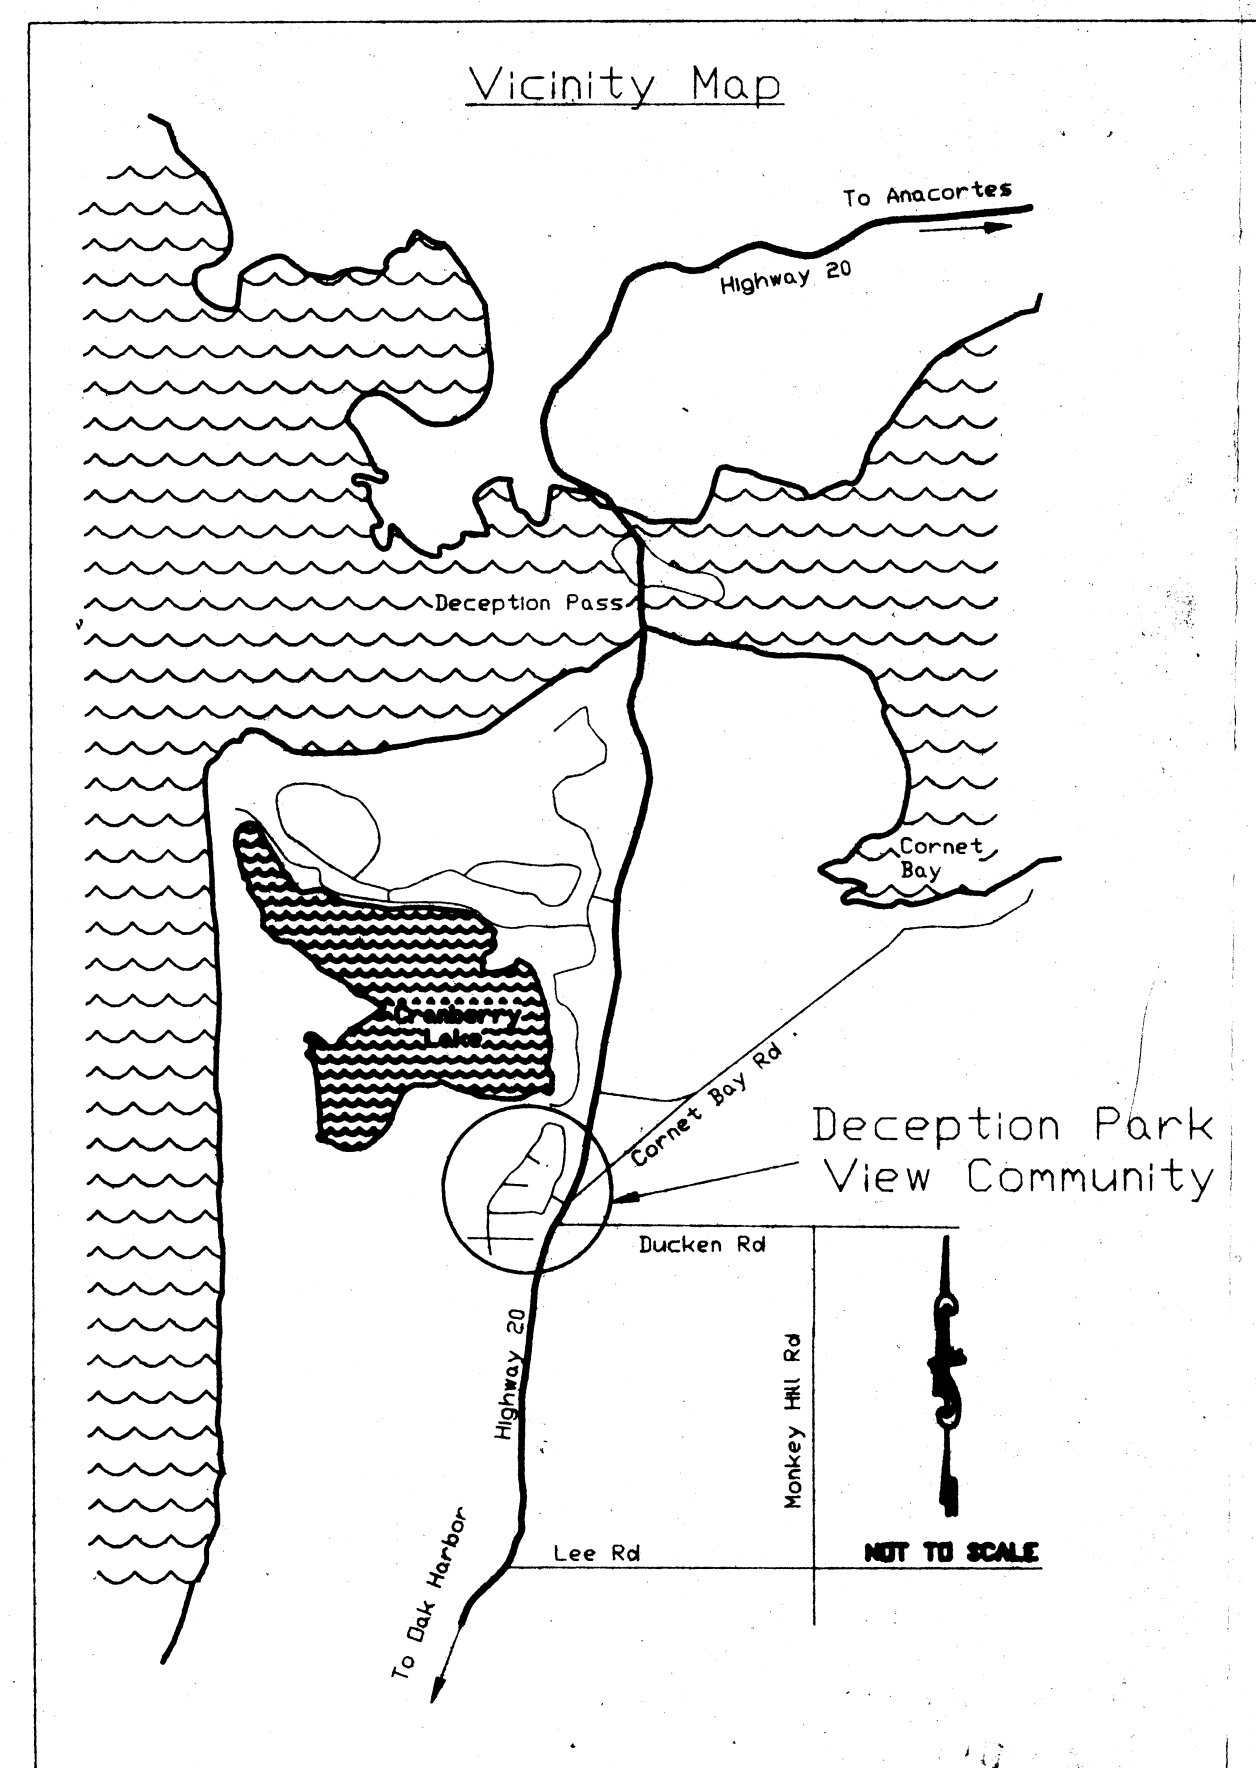 Vicinity Map
To Anacortes
Highway 20
Deception Pass
Cornet
Bay
Cranberry
Lake
Cornet Bay Rd
Deception Park
View Community
Ducken Rd
Highway 20
Monkey Hill Rd
To Oak Harbor
Lee Rd
NOT TO SCALE